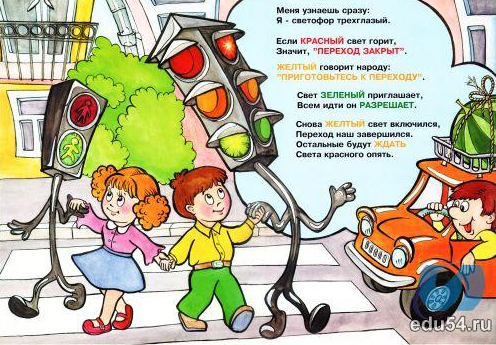 Меня узнаешь сразу:
Я - светофор трехглазый.
Если КРАСНЫЙ свет горит,
Значит, "ПЕРЕХОД ЗАКРЫТ".
ЖЕЛТЫЙ говорит народу:
"ПРИГОТОВЬТЕСЬ К ПЕРЕХОДУ".
Свет ЗЕЛЕНЫЙ приглашает,
Всем идти он РАЗРЕШАЕТ.
Снова ЖЕЛТЫЙ свет включился,
Переход наш завершился.
Остальные будут ЖДАТЬ
Света красного опять.
edu54.ru